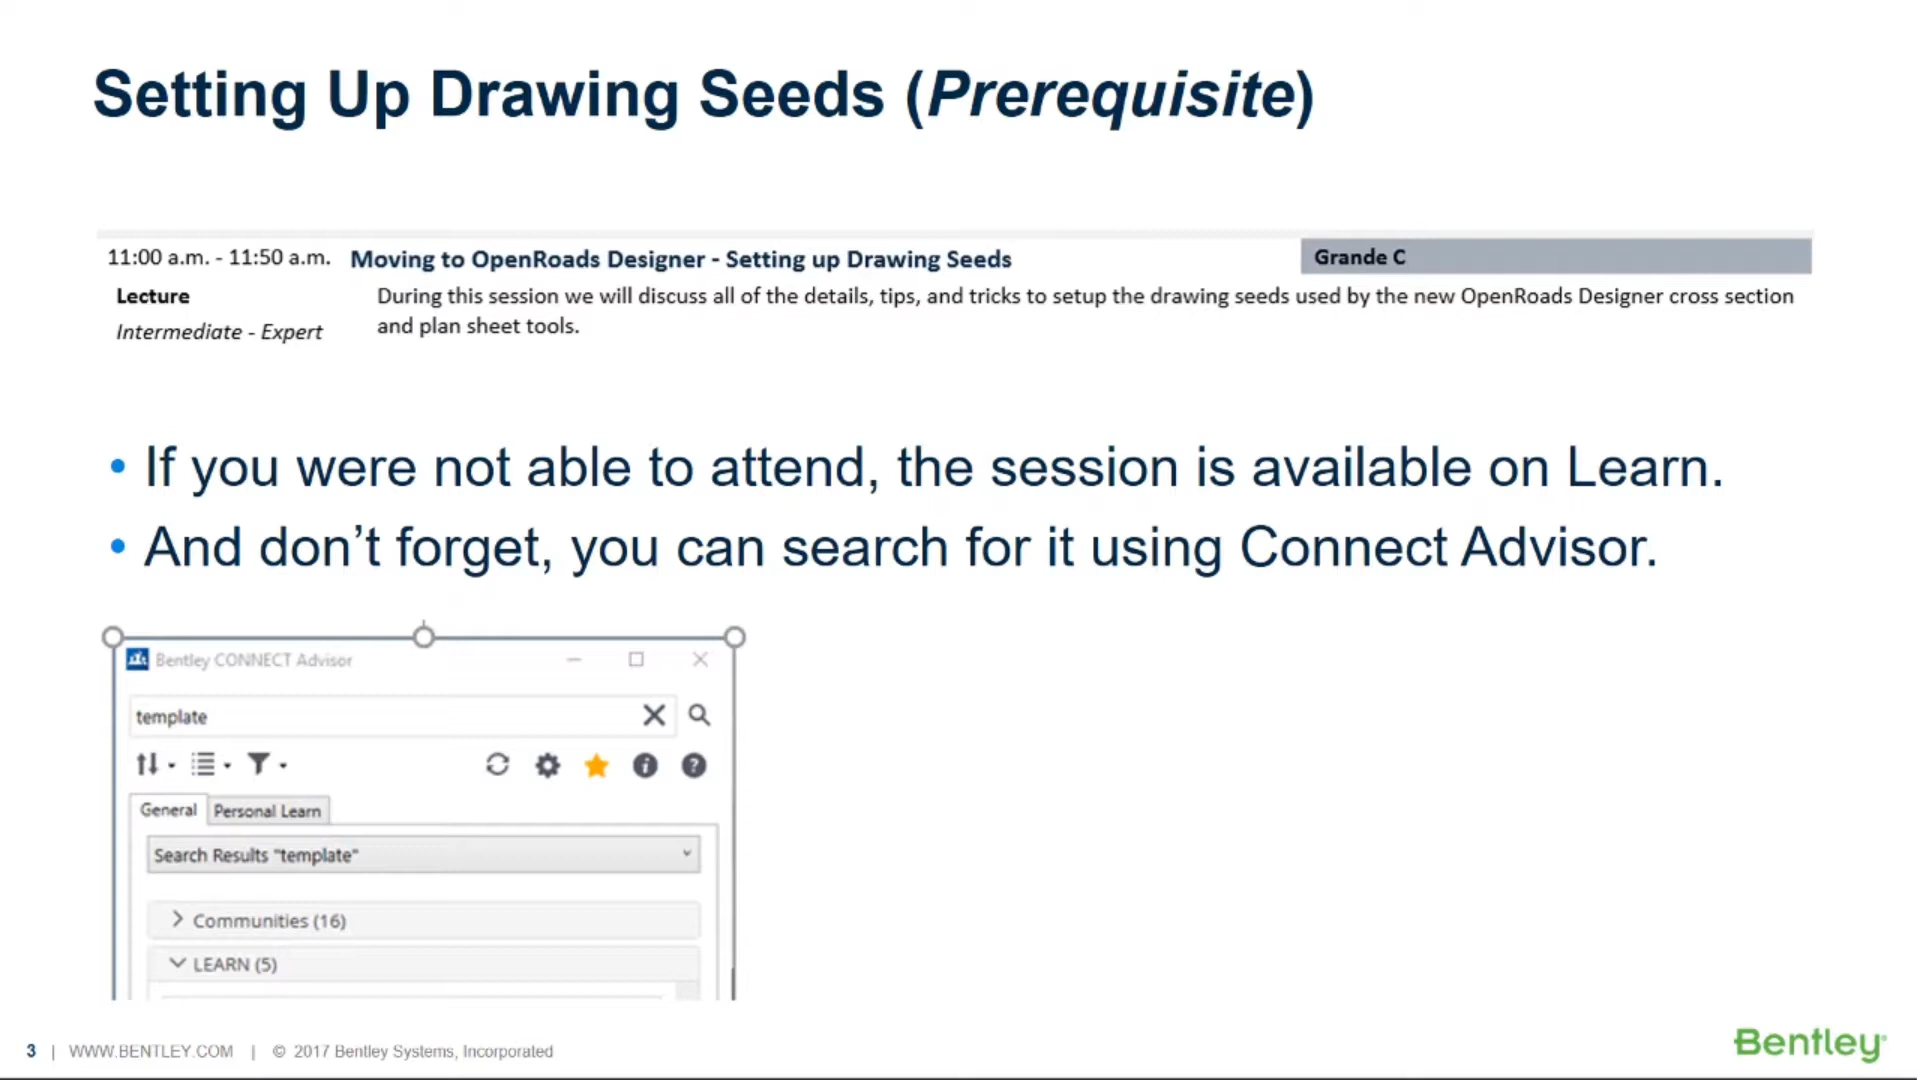 Setting Up Drawing Seeds (Prerequisite)
11:00 a.m. - 11:50 a.m. Moving to OpenRoads Designer - Setting up Drawing Seeds Grande C
Lecture During this session we will discuss all of the details, tips, and tricks to setup the drawing seeds used by the new OpenRoads Designer cross section
Intermediate - Expert and plan sheet tools.
• If you were not able to attend, the session is available on Learn.
• And don’t forget, you can search for it using Connect Advisor.
Bentley CONNECT Advisor
template
General Personal Learn
Search Results "template"
Communities (16)
LEARN (5)
3 | WWW.BENTLEY.COM | © 2017 Bentley Systems, Incorporated
Bentley